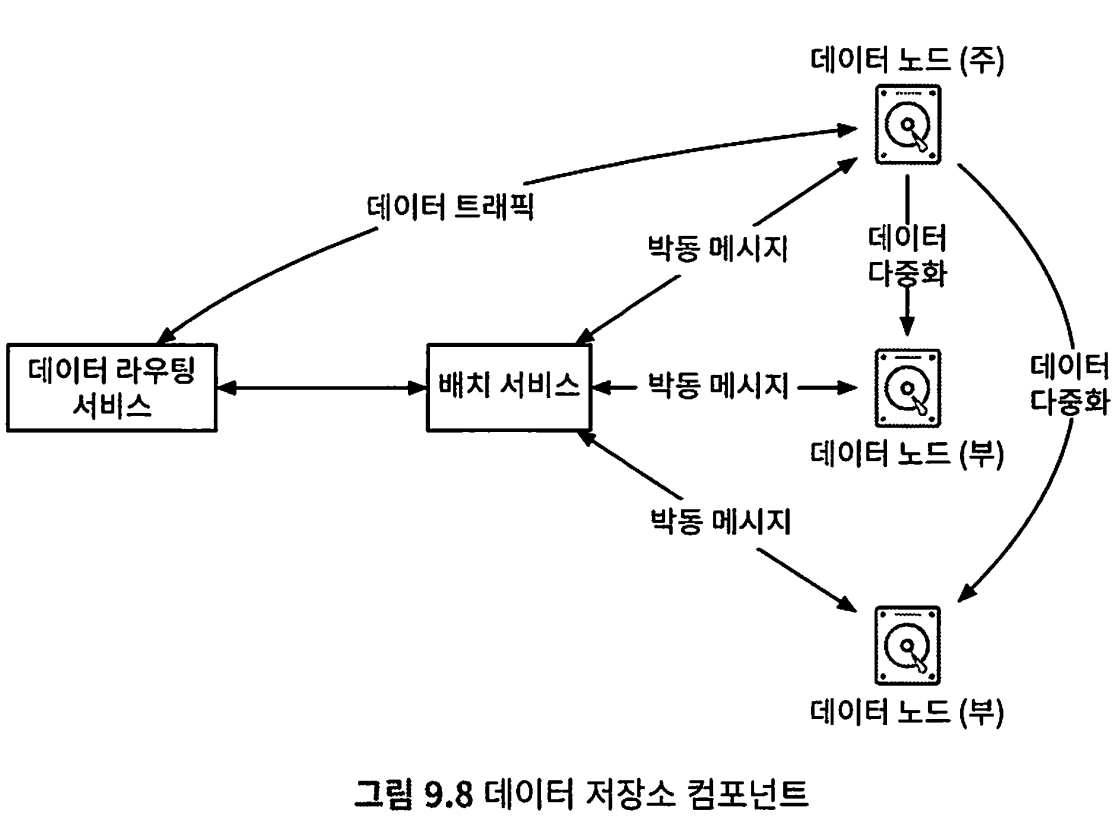 데이터 노드 (주)
데이터 트래픽
박동 메시지
데이터
다중화
데이터 라우팅
서비스
배치 서비스
박동 메시지
데이터
다중화
데이터 노드 (부)
박동 메시지
데이터 노드 (부)
그림 9.8 데이터 저장소 컴포넌트